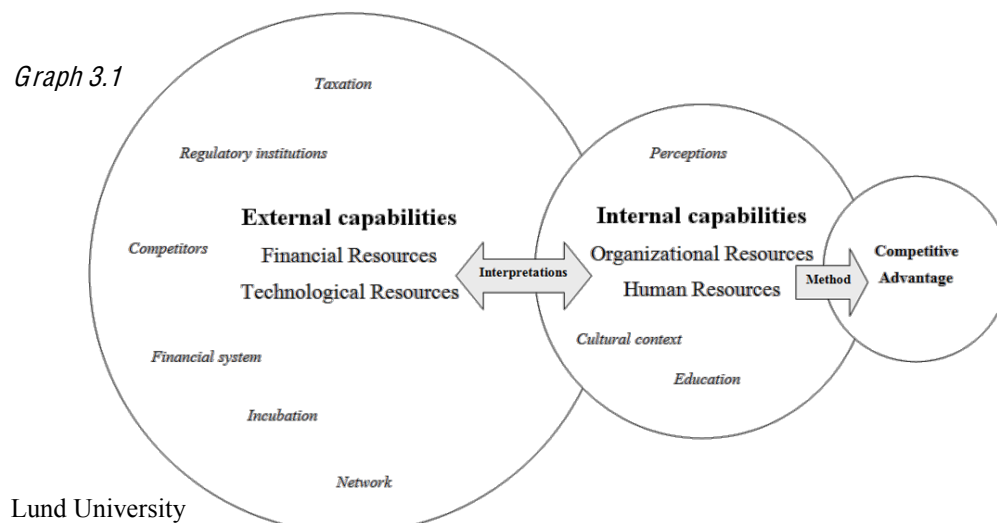 Graph 3.1
Taxation
Regulatory institutions
Perceptions
External capabilities
Internal capabilities
Competitors
Financial Resources
Organizational Resources
Competitive
Interpretations
Method
Advantage
Technological Resources
Human Resources
Cultural context
Financial system
Education
Incubation
Network
Lund University